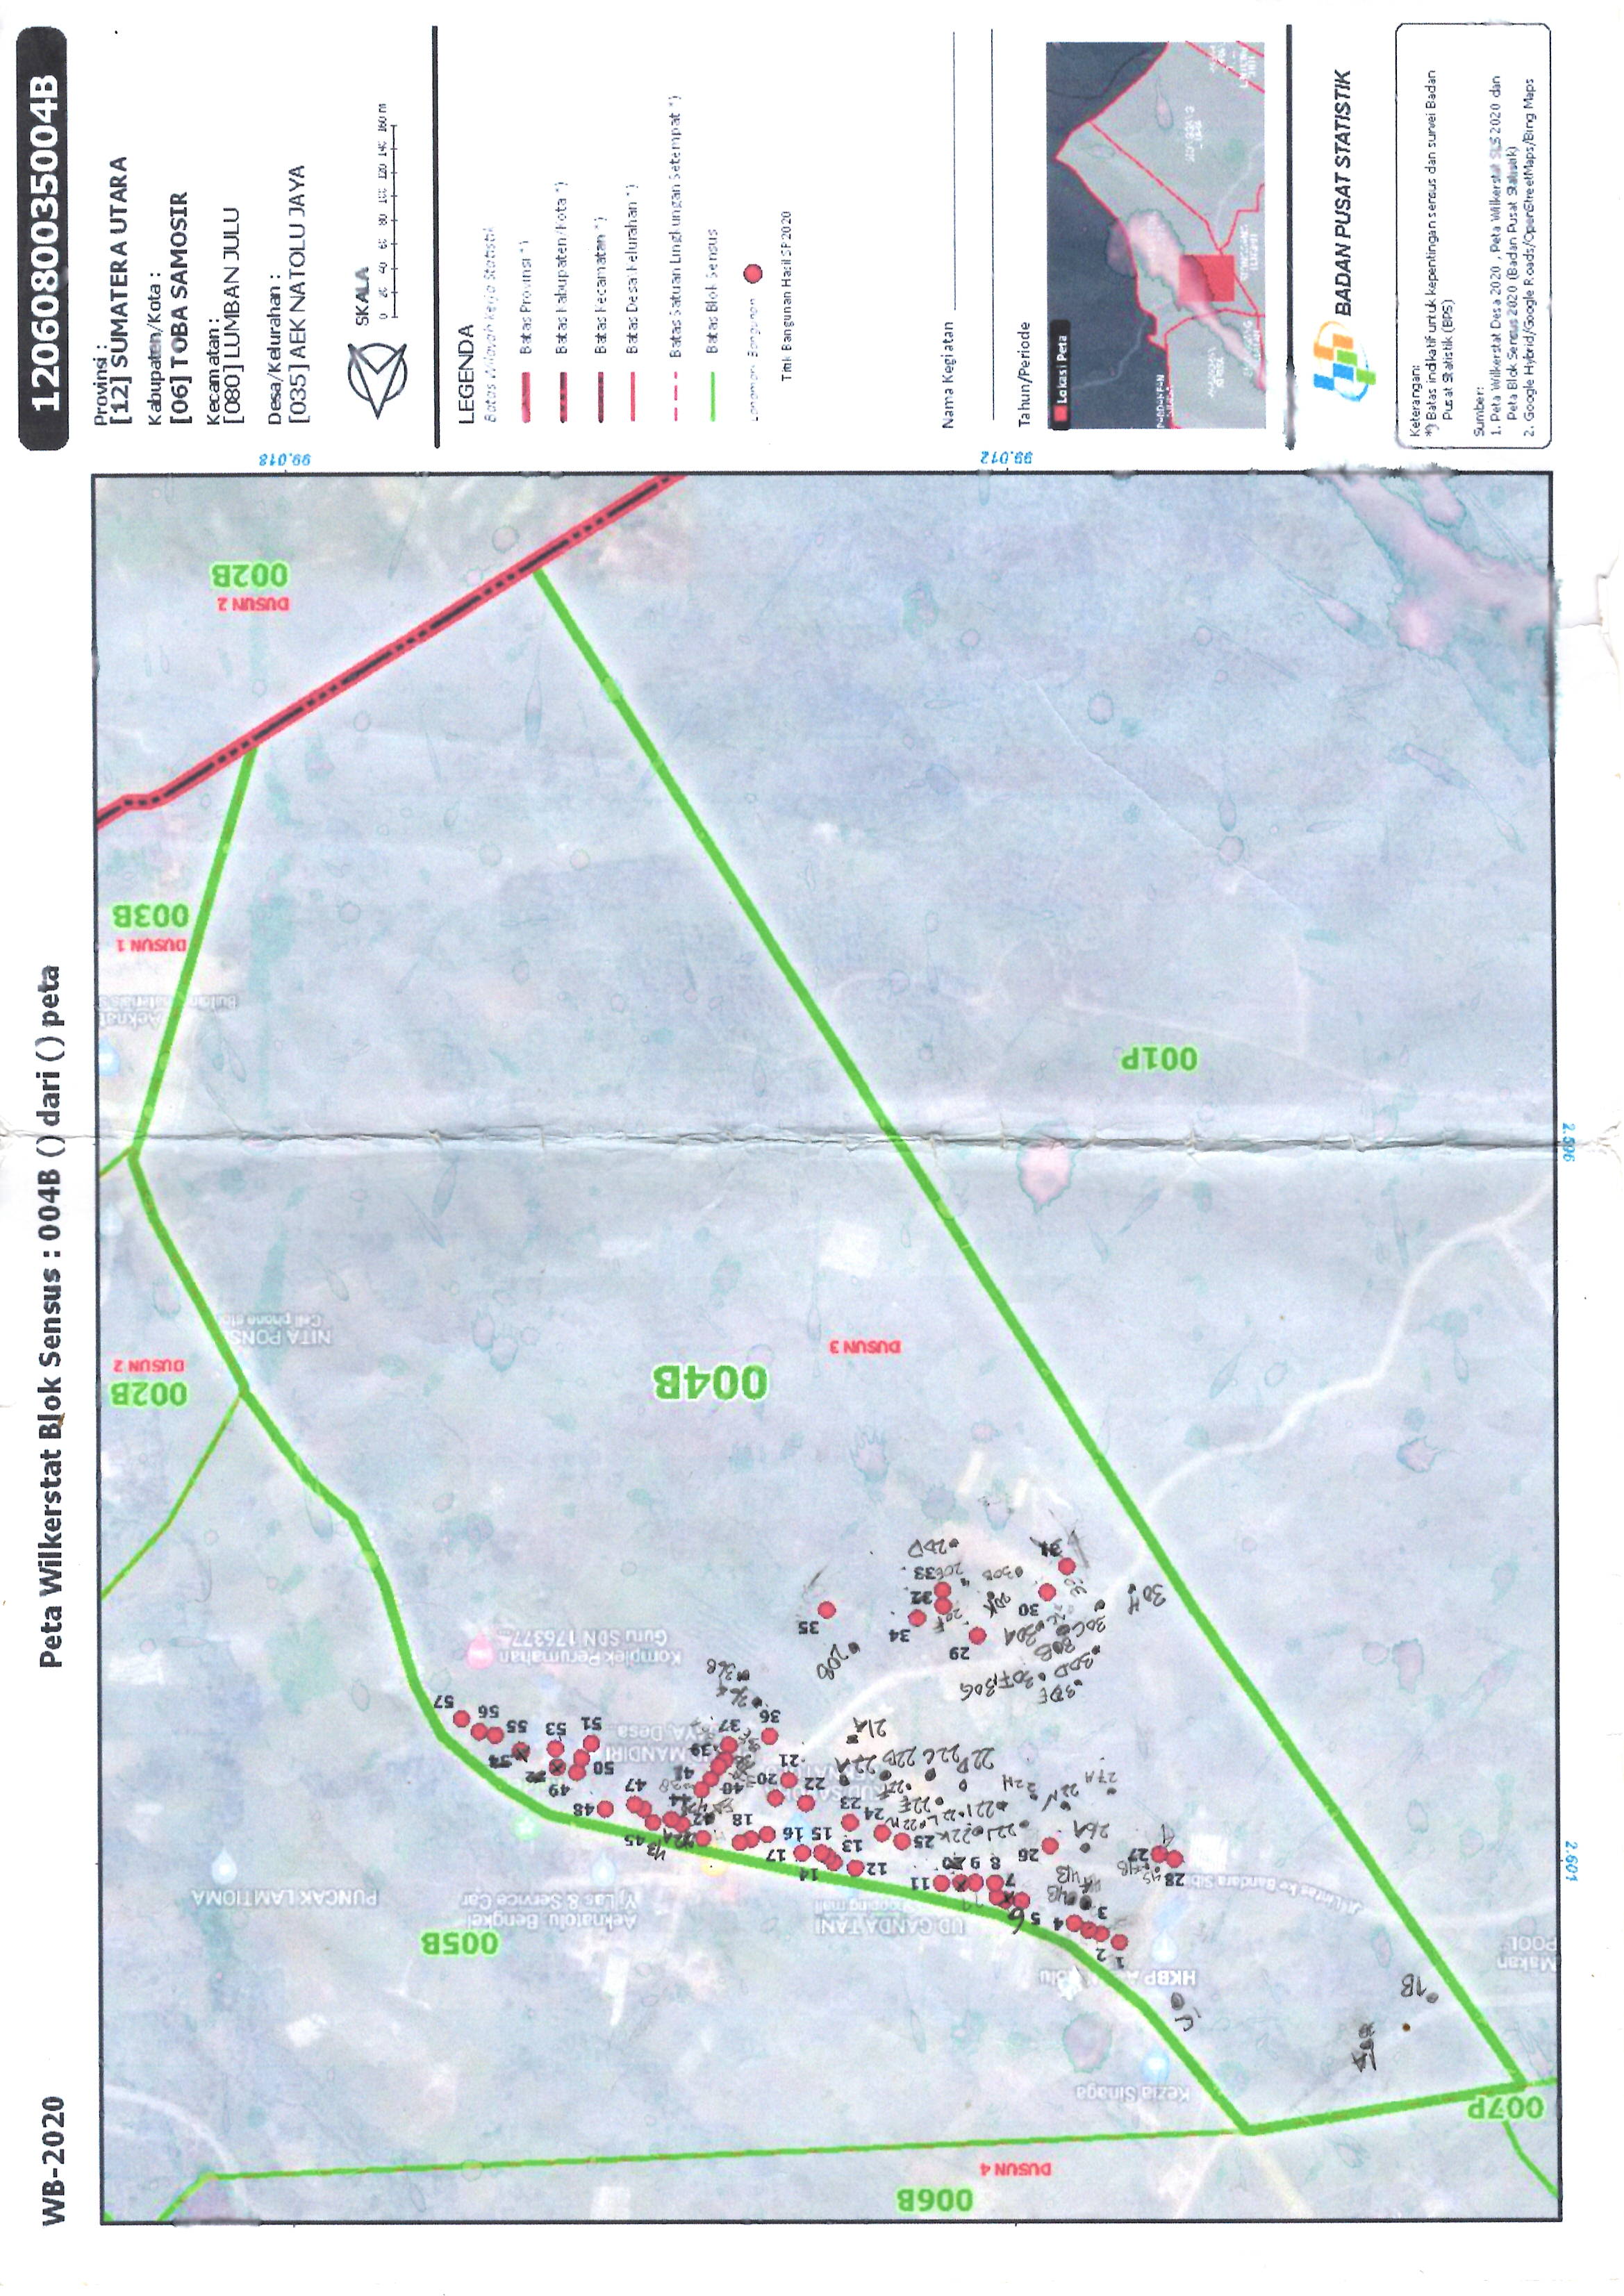 WB-2020
Peta Wilkerstat Blok Sensus : 004B () dari () peta
006B
DUSUN 4
007P
Kezia Sinaga
1A
1B
HKBP
Makan
POOL
Jl. Lintas ke Bandara Sib
005B
UD GANDA TANI
Shopping mall
Aeknatolu, Bengkel
Yj Las & Service Car
PUNCAK LAMTIOMA
1
2
3
4
5
6
4A
4B
4B
7
8
9
11
12
13
14
15
16
17
18
43
45
44
47
48
28
27
26
26A
25
24
23
22
21
20
22J
22K
22L
22M
22I
22E
22F
22N
22H
27A
22D
22C
22B
22A
21A
40
41
39
37
36
36A
36B
MANDIRI
Desa
49
50
51
53
54
55
56
57
Komplek Perumahan
Guru SDN 176377...
30E
30F
30G
30D
30B
30C
30A
30H
29
30
31
34
32
33
35
20B
20F
20K
20E
20D
30B
004B
DUSUN 3
002B
DUSUN 2
NITA PONS
Cell phone sto
001P
Aeknat
DUSUN 1
003B
DUSUN 2
002B
2.601
2.596
99.012
99.018
1206080035004B
Provinsi :
[12] SUMATERA UTARA
Kabupaten/Kota :
[06] TOBA SAMOSIR
Kecamatan :
[080] LUMBAN JULU
Desa/Kelurahan :
[035] AEK NATOLU JAYA
SKALA
0 20 40 60 80 100 120 140 160 m
LEGENDA
Batas Wilayah Kerja Statistik
Batas Provinsi *)
Batas Kabupaten/Kota *)
Batas Kecamatan *)
Batas Desa/Kelurahan *)
Batas Satuan Lingkungan Setempat *)
Batas Blok Sensus
Titik Bangunan Hasil SP2020
Nama Kegiatan
Tahun/Periode
Lokasi Peta
BADAN PUSAT STATISTIK
Keterangan:
*) Batas indikatif untuk kepentingan sensus dan survei Badan
Pusat Statistik (BPS)
Sumber:
1. Peta Wilkerstat Desa 2020, Peta Wilkerstat SLS 2020 dan
Peta Blok Sensus 2020 (Badan Pusat Statistik)
2. Google Hybrid/Google Roads/OpenStreetMaps/Bing Maps